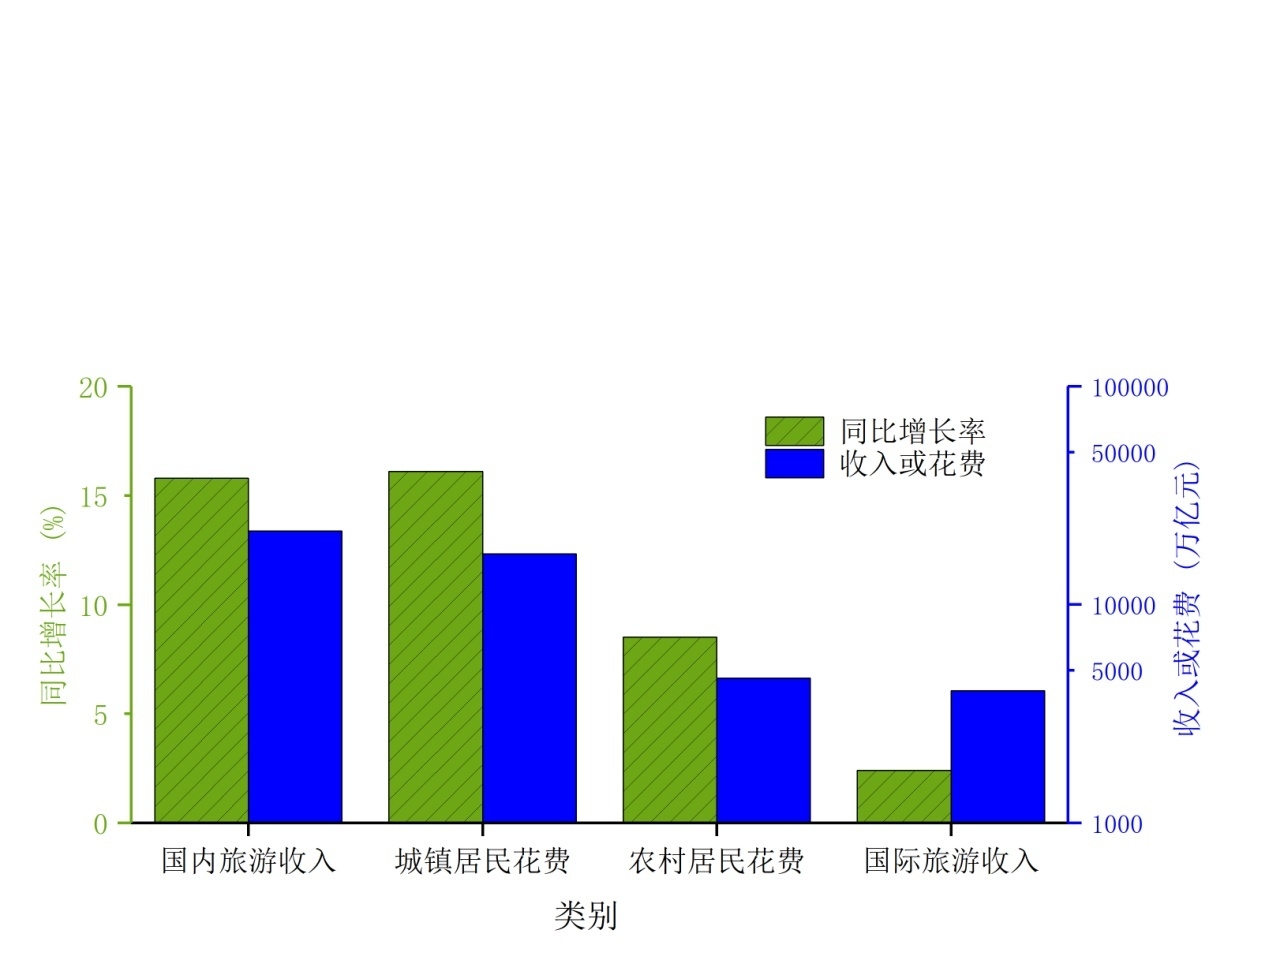 20
15
10
5
0
同比增长率 (%)
同比增长率
收入或花费
100000
50000
10000
5000
1000
收入或花费 (万亿元)
国内旅游收入
城镇居民花费
农村居民花费
国际旅游收入
类别